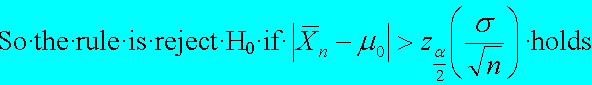 So·the·rule·is·reject·H₀·if·|X̅ₙ − μ₀| > z_{α/2}(σ/√n)·holds